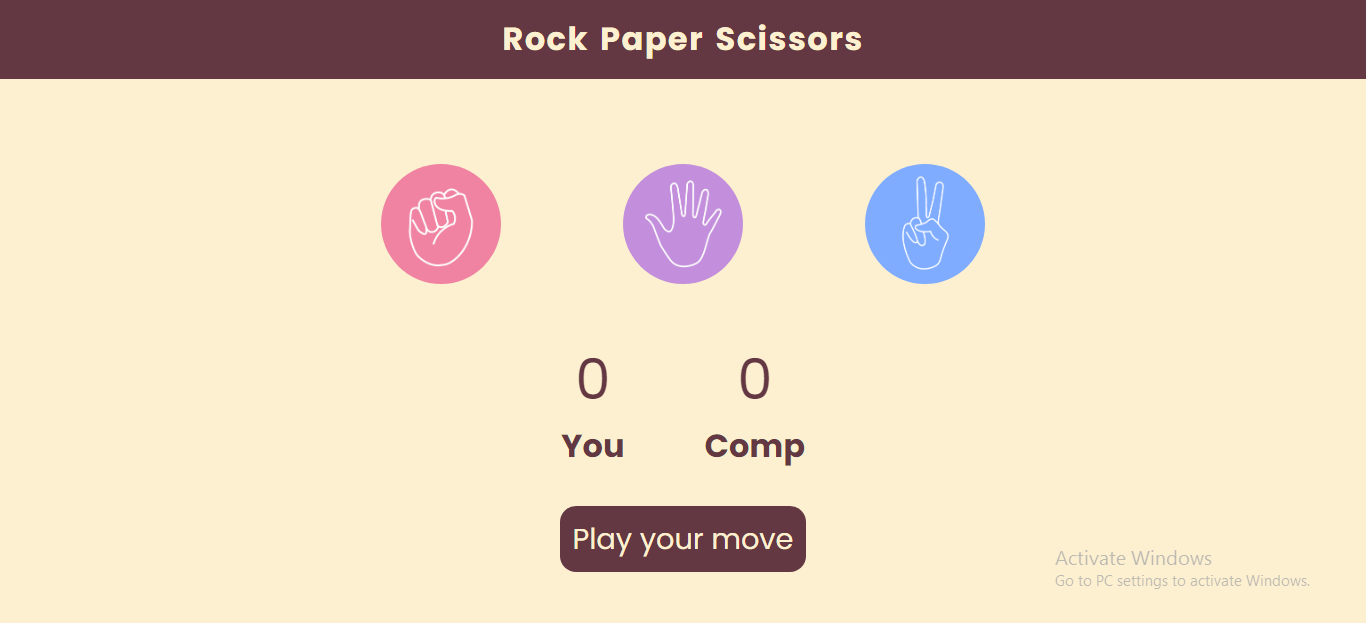 Rock Paper Scissors
0 0
You Comp
Play your move
Activate Windows
Go to PC settings to activate Windows.